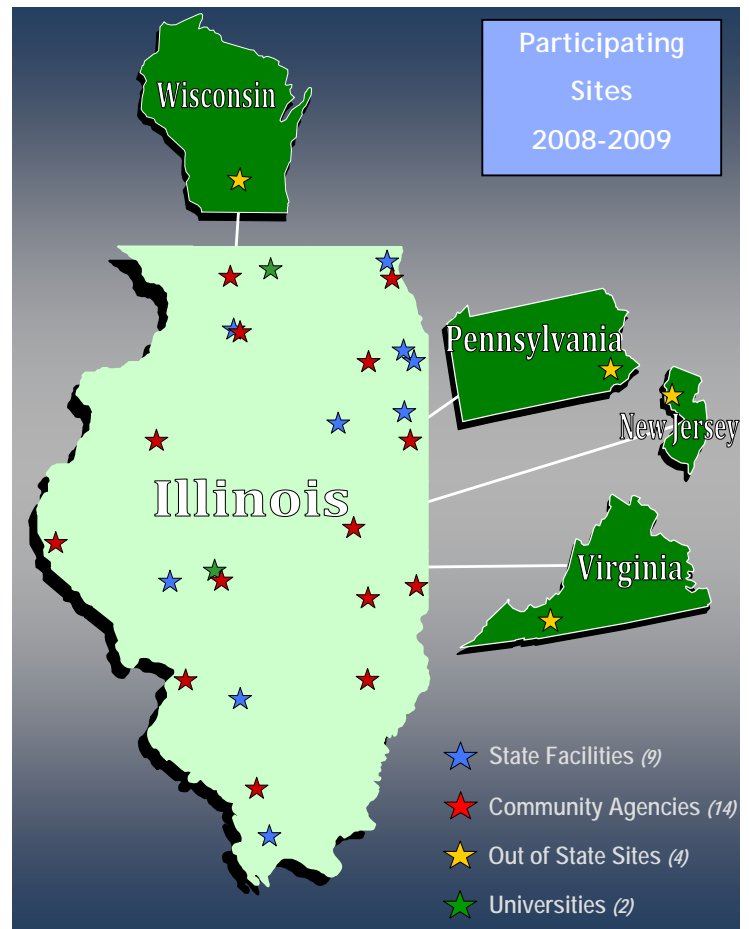 Participating
Sites
2008-2009
Wisconsin
Pennsylvania
New Jersey
Illinois
Virginia
State Facilities (9)
Community Agencies (14)
Out of State Sites (4)
Universities (2)